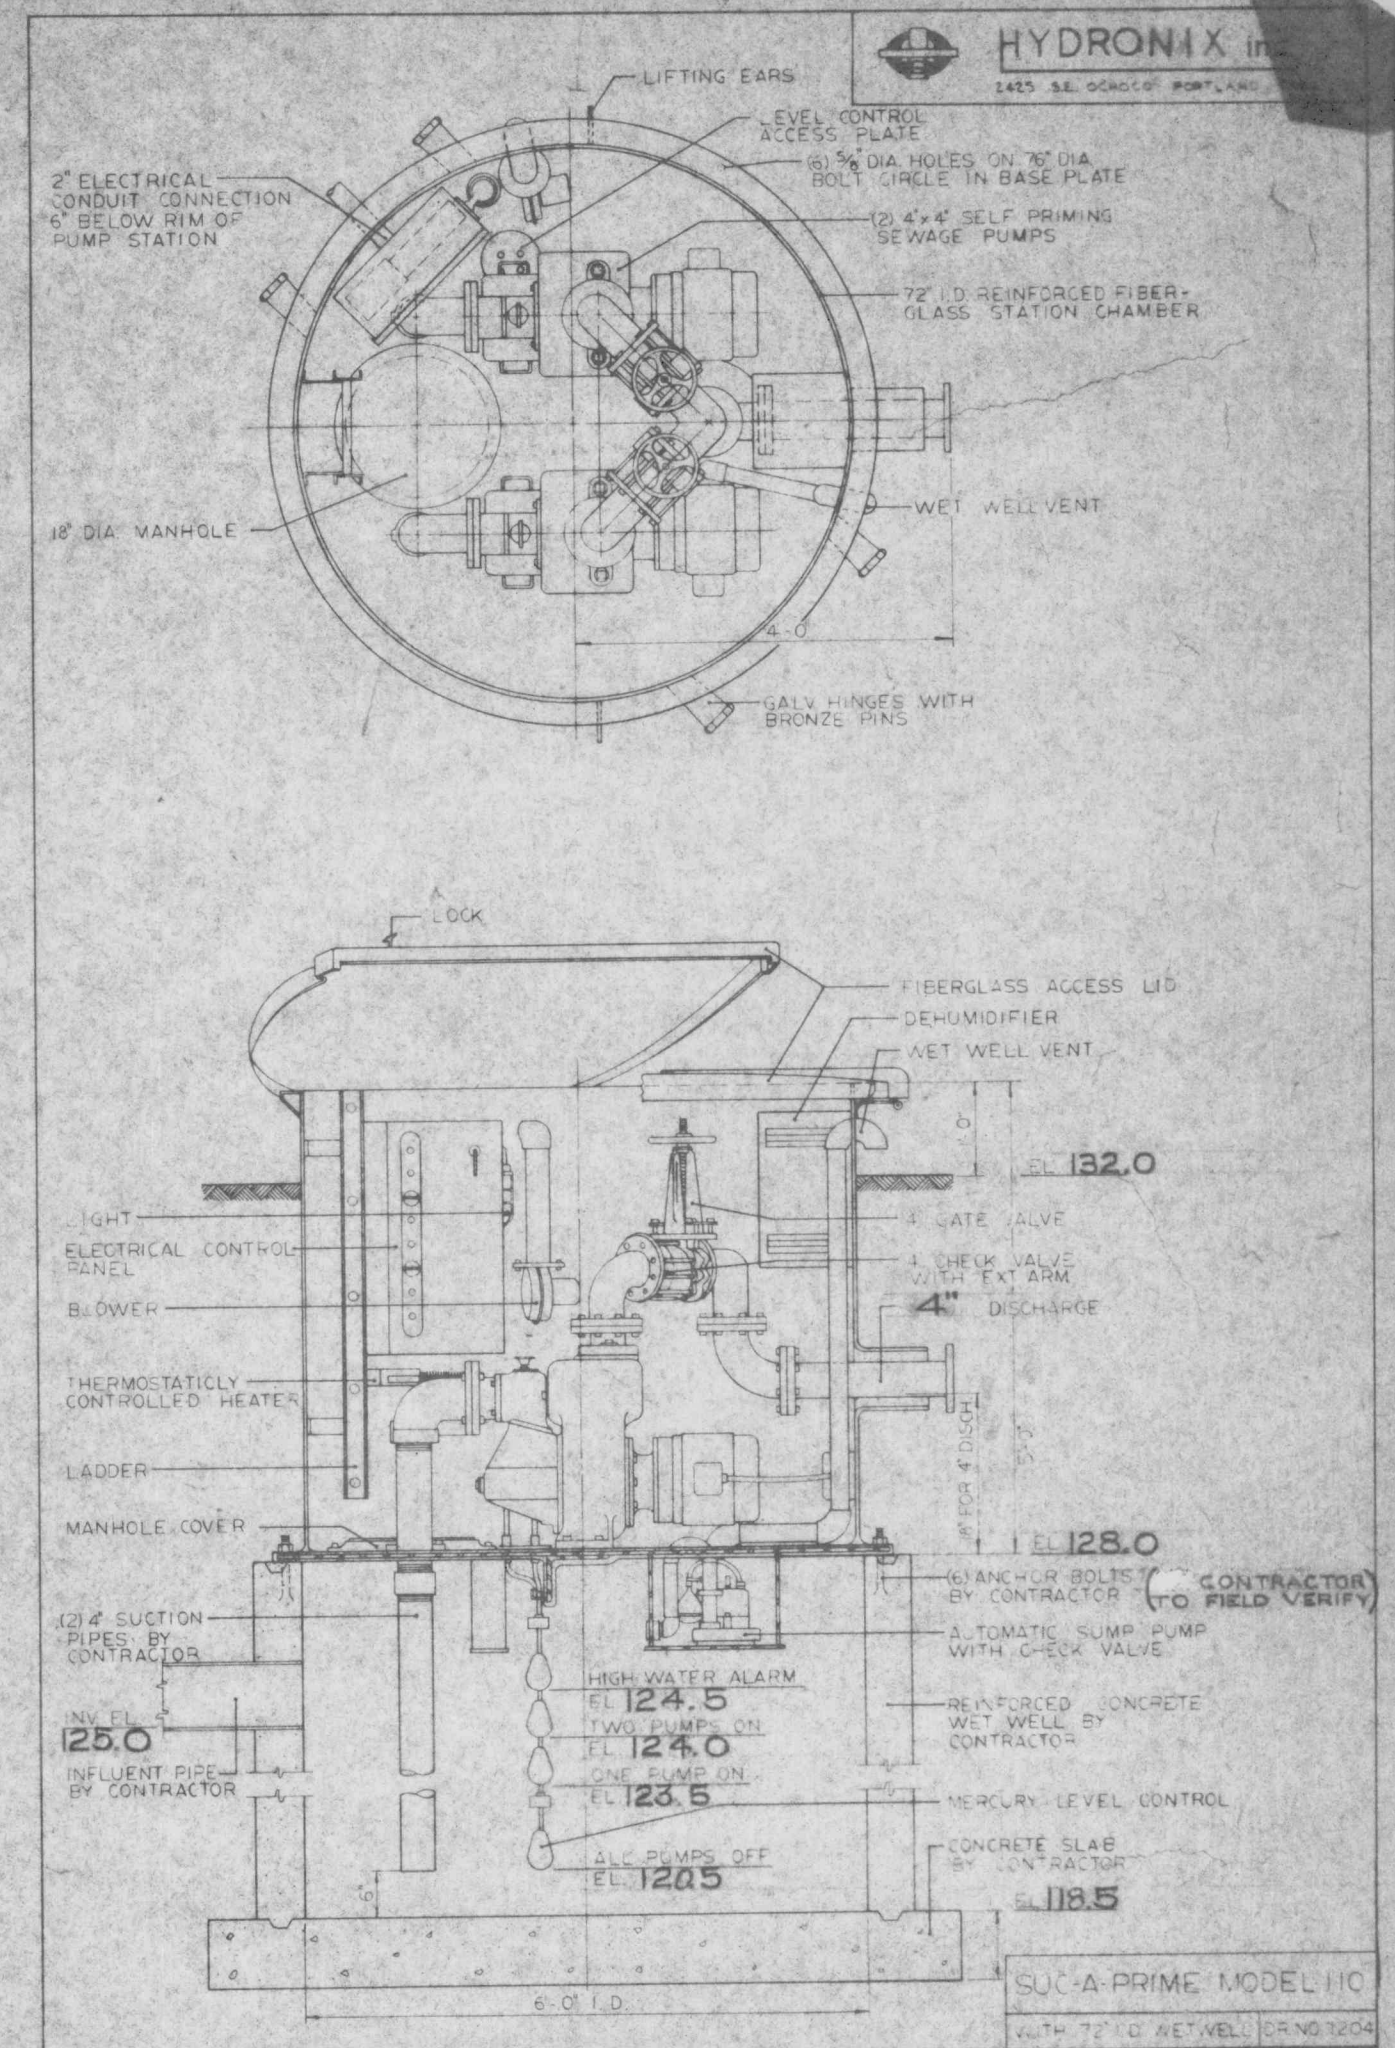 HYDRONIX in
2425 S.E. OCHOCO PORTLAND
LIFTING EARS
LEVEL CONTROL
ACCESS PLATE
(6) 5/8" DIA. HOLES ON 76" DIA.
BOLT CIRCLE IN BASE PLATE
2" ELECTRICAL
CONDUIT CONNECTION
6" BELOW RIM OF
PUMP STATION
(2) 4"x4" SELF PRIMING
SEWAGE PUMPS
72" I.D. REINFORCED FIBER-
GLASS STATION CHAMBER
WET WELL VENT
18" DIA. MANHOLE
4-0"
GALV. HINGES WITH
BRONZE PINS
LOCK
FIBERGLASS ACCESS LID
DEHUMIDIFIER
WET WELL VENT
EL 132.0
LIGHT
4" GATE VALVE
ELECTRICAL CONTROL
PANEL
4" CHECK VALVE
WITH EXT ARM
BLOWER
4" DISCHARGE
THERMOSTATICLY
CONTROLLED HEATER
18" FOR 4" DISCH
5'-0"
LADDER
MANHOLE COVER
EL 128.0
(6) ANCHOR BOLTS
BY CONTRACTOR
(CONTRACTOR
TO FIELD VERIFY)
(2) 4" SUCTION
PIPES BY
CONTRACTOR
AUTOMATIC SUMP PUMP
WITH CHECK VALVE
HIGH WATER ALARM
EL 124.5
TWO PUMPS ON
EL 124.0
ONE PUMP ON
EL 123.5
INV. EL
125.0
INFLUENT PIPE
BY CONTRACTOR
REINFORCED CONCRETE
WET WELL BY
CONTRACTOR
MERCURY LEVEL CONTROL
ALL PUMPS OFF
EL. 120.5
6"
CONCRETE SLAB
BY CONTRACTOR
EL 118.5
6-0" I.D.
SUC-A-PRIME MODEL 110
WITH 72" I.D. WETWELL DR NO 1204